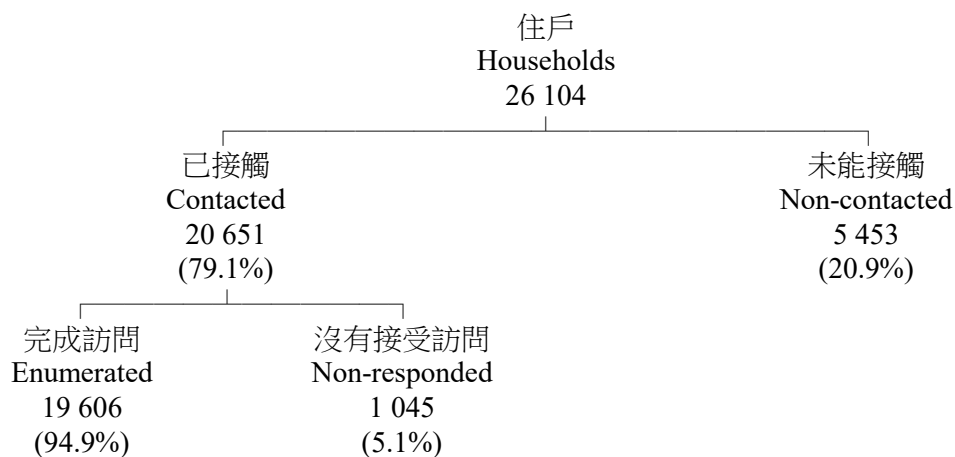 住戶
Households
26 104
已接觸
Contacted
20 651
(79.1%)
未能接觸
Non-contacted
5 453
(20.9%)
完成訪問
Enumerated
19 606
(94.9%)
沒有接受訪問
Non-responded
1 045
(5.1%)